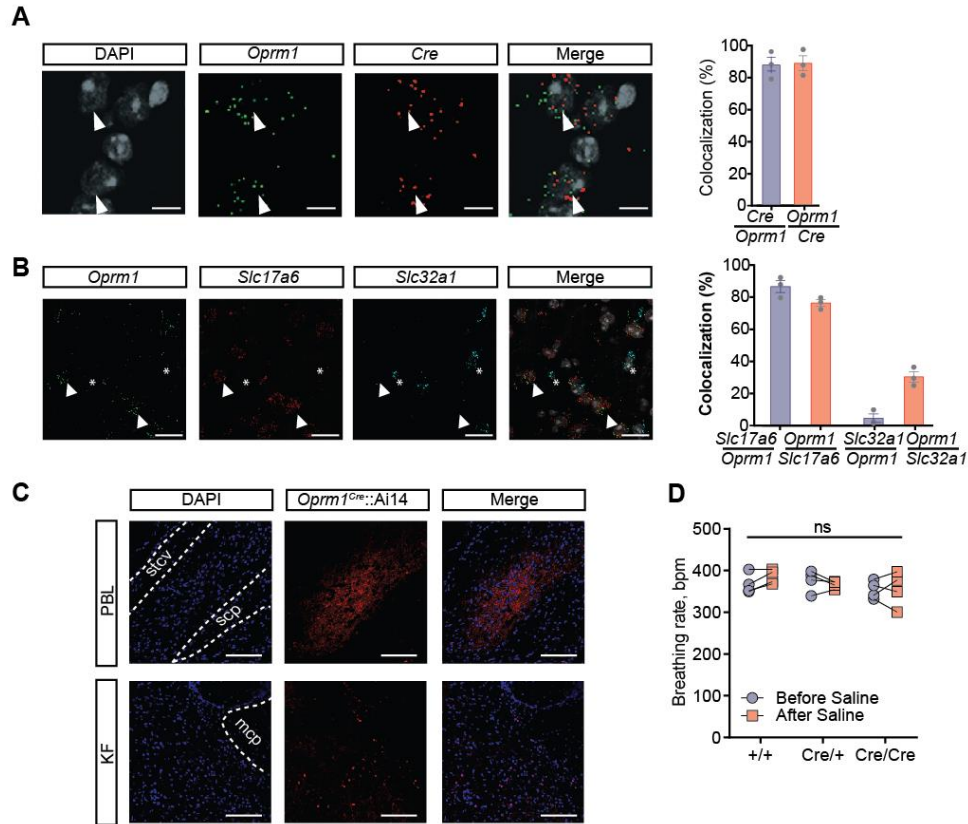 A
DAPI
Oprm1
Cre
Merge
Colocalization (%)
100
80
60
40
20
0
Cre
Oprm1
Oprm1
Cre
B
Oprm1
Slc17a6
Slc32a1
Merge
*
*
*
*
*
*
*
*
Colocalization (%)
100
80
60
40
20
0
Slc17a6
Oprm1
Oprm1
Slc17a6
Slc32a1
Oprm1
Oprm1
Slc32a1
C
DAPI
Oprm1Cre::Ai14
Merge
PBL
stcv
scp
KF
mcp
D
Breathing rate, bpm
500
400
300
200
100
0
ns
Before Saline
After Saline
+/+
Cre/+
Cre/Cre